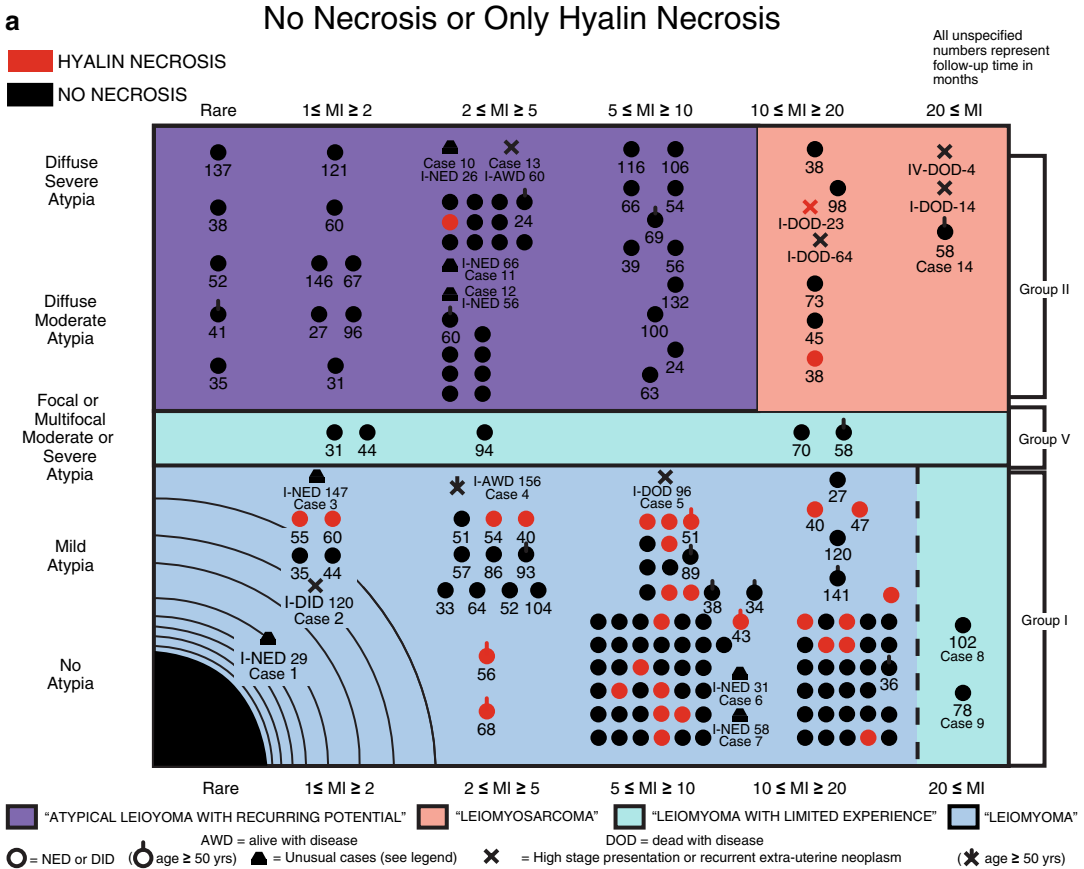 a
No Necrosis or Only Hyalin Necrosis
All unspecified
numbers represent
follow-up time in
months
HYALIN NECROSIS
NO NECROSIS
Rare 1≤ MI ≥ 2 2 ≤ MI ≥ 5 5 ≤ MI ≥ 10 10 ≤ MI ≥ 20 20 ≤ MI
Diffuse
Severe
Atypia
Diffuse
Moderate
Atypia
Focal or
Multifocal
Moderate or
Severe
Atypia
Mild
Atypia
No
Atypia
137
38
52
41
35
121
60
146 67
27 96
31
Case 10
I-NED 26
Case 13
I-AWD 60
24
I-NED 66
Case 11
Case 12
I-NED 56
60
116 106
66 54
69
39 56
132
100
24
63
38
98
I-DOD-23
I-DOD-64
73
45
38
IV-DOD-4
I-DOD-14
58
Case 14
Group II
31 44 94 70 58
Group V
I-NED 147
Case 3
55 60
35 44
I-DID 120
Case 2
I-NED 29
Case 1
I-AWD 156
Case 4
51 54 40
57 86 93
33 64 52 104
56
68
I-DOD 96
Case 5
51
89
38 34
43
I-NED 31
Case 6
I-NED 58
Case 7
27
40 47
120
141
36
102
Case 8
78
Case 9
Group I
Rare 1≤ MI ≥ 2 2 ≤ MI ≥ 5 5 ≤ MI ≥ 10 10 ≤ MI ≥ 20 20 ≤ MI
“ATYPICAL LEIOYOMA WITH RECURRING POTENTIAL” “LEIOMYOSARCOMA” “LEIOMYOMA WITH LIMITED EXPERIENCE” “LEIOMYOMA”
AWD = alive with disease DOD = dead with disease
= NED or DID ( age ≥ 50 yrs) = Unusual cases (see legend) = High stage presentation or recurrent extra-uterine neoplasm ( age ≥ 50 yrs)